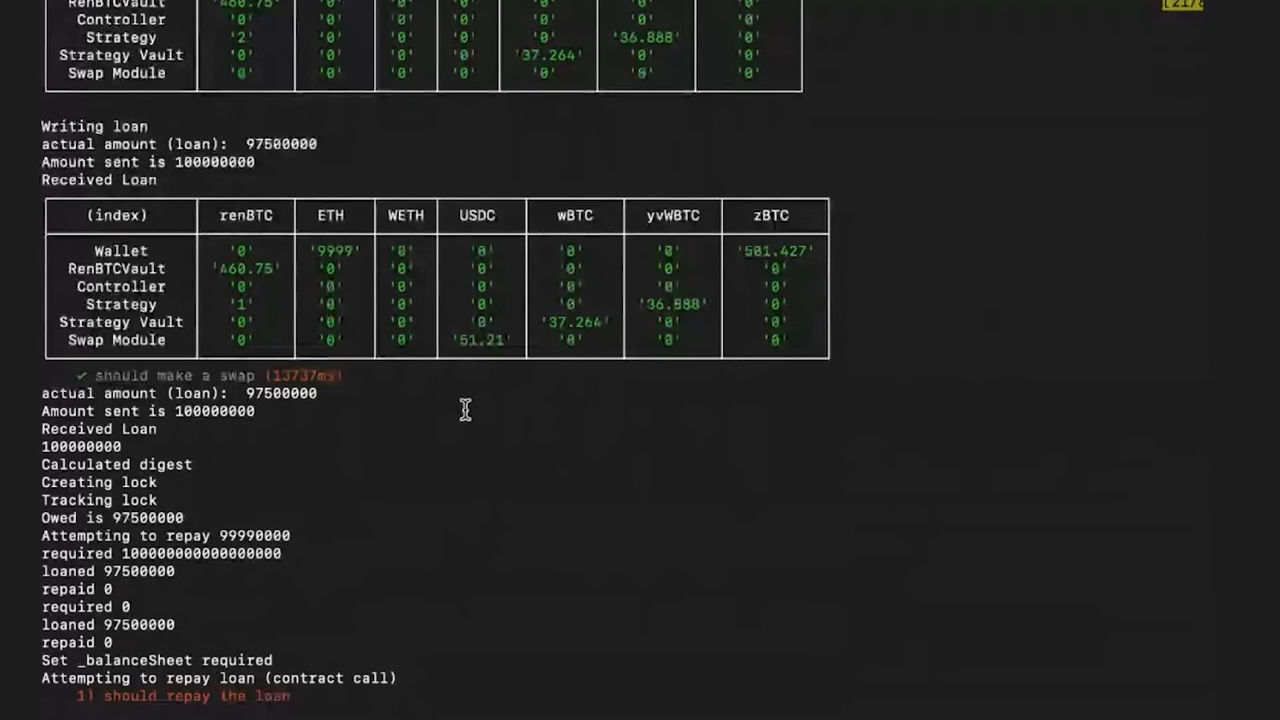 RenBTCVault '460.75' '0' '0' '0' '0' '0' '0'
Controller '0' '0' '0' '0' '0' '0' '0'
Strategy '2' '0' '0' '0' '0' '36.888' '0'
Strategy Vault '0' '0' '0' '0' '37.264' '0' '0'
Swap Module '0' '0' '0' '0' '0' '0' '0'
Writing loan
actual amount (loan): 97500000
Amount sent is 100000000
Received Loan
(index) renBTC ETH WETH USDC wBTC yvWBTC zBTC
Wallet '0' '9999' '0' '0' '0' '0' '501.427'
RenBTCVault '460.75' '0' '0' '0' '0' '0' '0'
Controller '0' '0' '0' '0' '0' '0' '0'
Strategy '1' '0' '0' '0' '0' '36.888' '0'
Strategy Vault '0' '0' '0' '0' '37.264' '0' '0'
Swap Module '0' '0' '0' '51.21' '0' '0' '0'
✓ should make a swap (13737ms)
actual amount (loan): 97500000
Amount sent is 100000000
Received Loan
100000000
Calculated digest
Creating lock
Tracking lock
Owed is 97500000
Attempting to repay 99990000
required 100000000000000000
loaned 97500000
repaid 0
required 0
loaned 97500000
repaid 0
Set _balanceSheet required
Attempting to repay loan (contract call)
1) should repay the loan